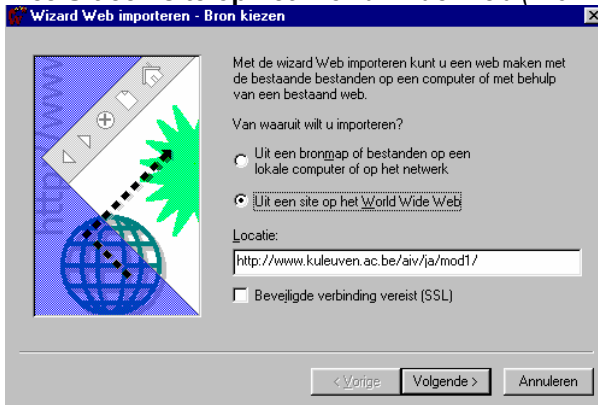 Wizard Web importeren - Bron kiezen
http://www
Met de wizard Web importeren kunt u een web maken met
de bestaande bestanden op een computer of met behulp
van een bestaand web.
Van waaruit wilt u importeren?
Uit een bronmap of bestanden op een
lokale computer of op het netwerk
Uit een site op het World Wide Web
Locatie:
http://www.kuleuven.ac.be/aiv/ja/mod1/
Beveiligde verbinding vereist (SSL)
< Vorige
Volgende >
Annuleren